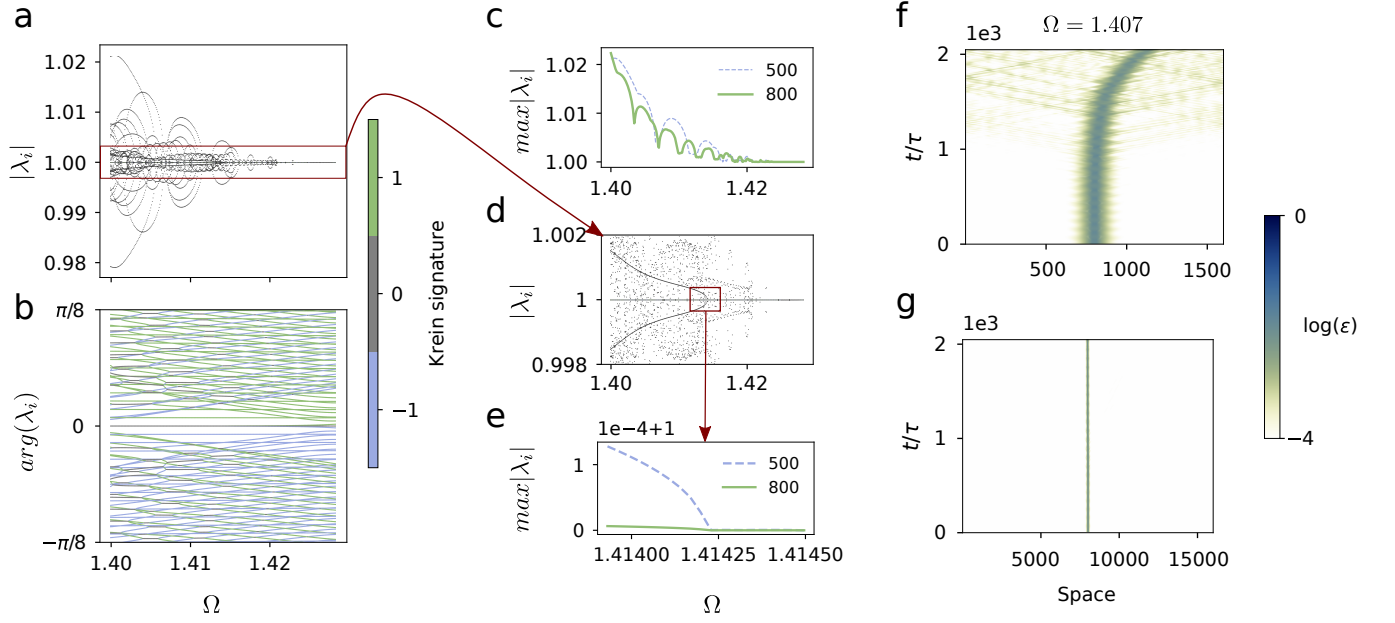 a
|λᵢ|
1.02
1.01
1.00
0.99
0.98
b
arg(λᵢ)
π/8
0
−π/8
1.40
1.41
1.42
Ω
1
0
−1
Krein signature
c
max|λᵢ|
1.02
1.00
500
800
1.40
1.42
d
|λᵢ|
1.002
1
0.998
1.40
1.42
e
1e−4+1
max|λᵢ|
1
0
500
800
1.41400
1.41425
1.41450
Ω
f
Ω = 1.407
1e3
t/τ
2
1
0
500
1000
1500
g
1e3
t/τ
2
1
0
5000
10000
15000
Space
0
log(ε)
−4